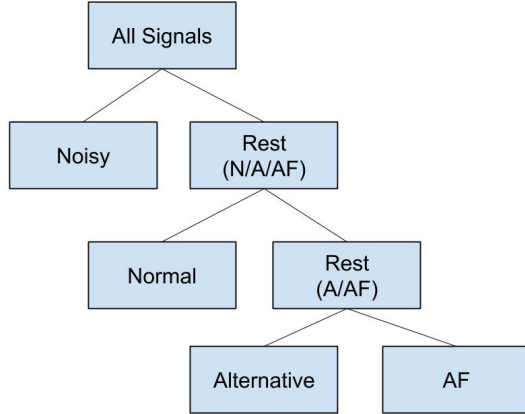 All Signals
Noisy
Rest
(N/A/AF)
Normal
Rest
(A/AF)
Alternative
AF